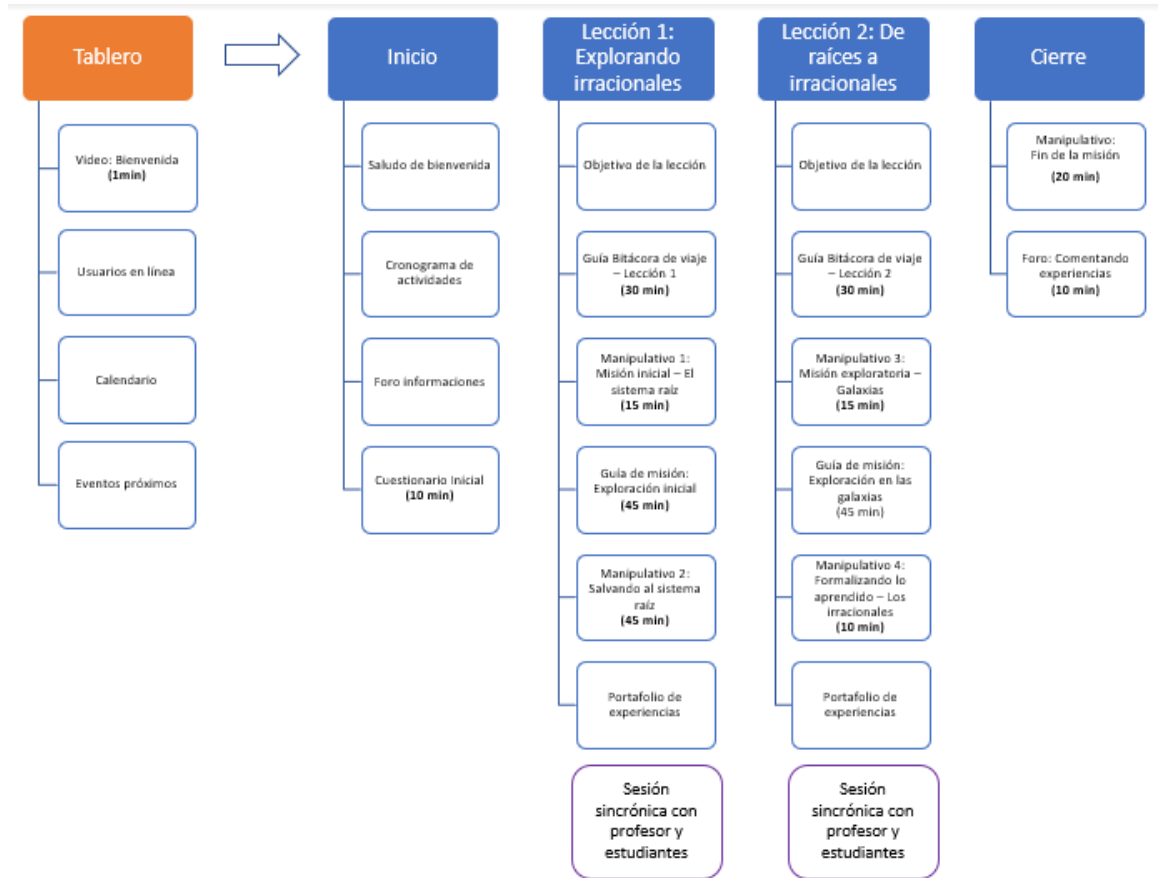 Tablero
Video: Bienvenida
(1min)
Usuarios en línea
Calendario
Eventos próximos
Inicio
Saludo de bienvenida
Cronograma de
actividades
Foro informaciones
Cuestionario Inicial
(10 min)
Lección 1:
Explorando
irracionales
Objetivo de la lección
Guía Bitácora de viaje
– Lección 1
(30 min)
Manipulativo 1:
Misión inicial – El
sistema raíz
(15 min)
Guía de misión:
Exploración inicial
(45 min)
Manipulativo 2:
Salvando al sistema
raíz
(45 min)
Portafolio de
experiencias
Sesión
sincrónica con
profesor y
estudiantes
Lección 2: De
raíces a
irracionales
Objetivo de la lección
Guía Bitácora de viaje
– Lección 2
(30 min)
Manipulativo 3:
Misión exploratoria –
Galaxias
(15 min)
Guía de misión:
Exploración en las
galaxias
(45 min)
Manipulativo 4:
Formalizando lo
aprendido – Los
irracionales
(10 min)
Portafolio de
experiencias
Sesión
sincrónica con
profesor y
estudiantes
Cierre
Manipulativo:
Fin de la misión
(20 min)
Foro: Comentando
experiencias
(10 min)